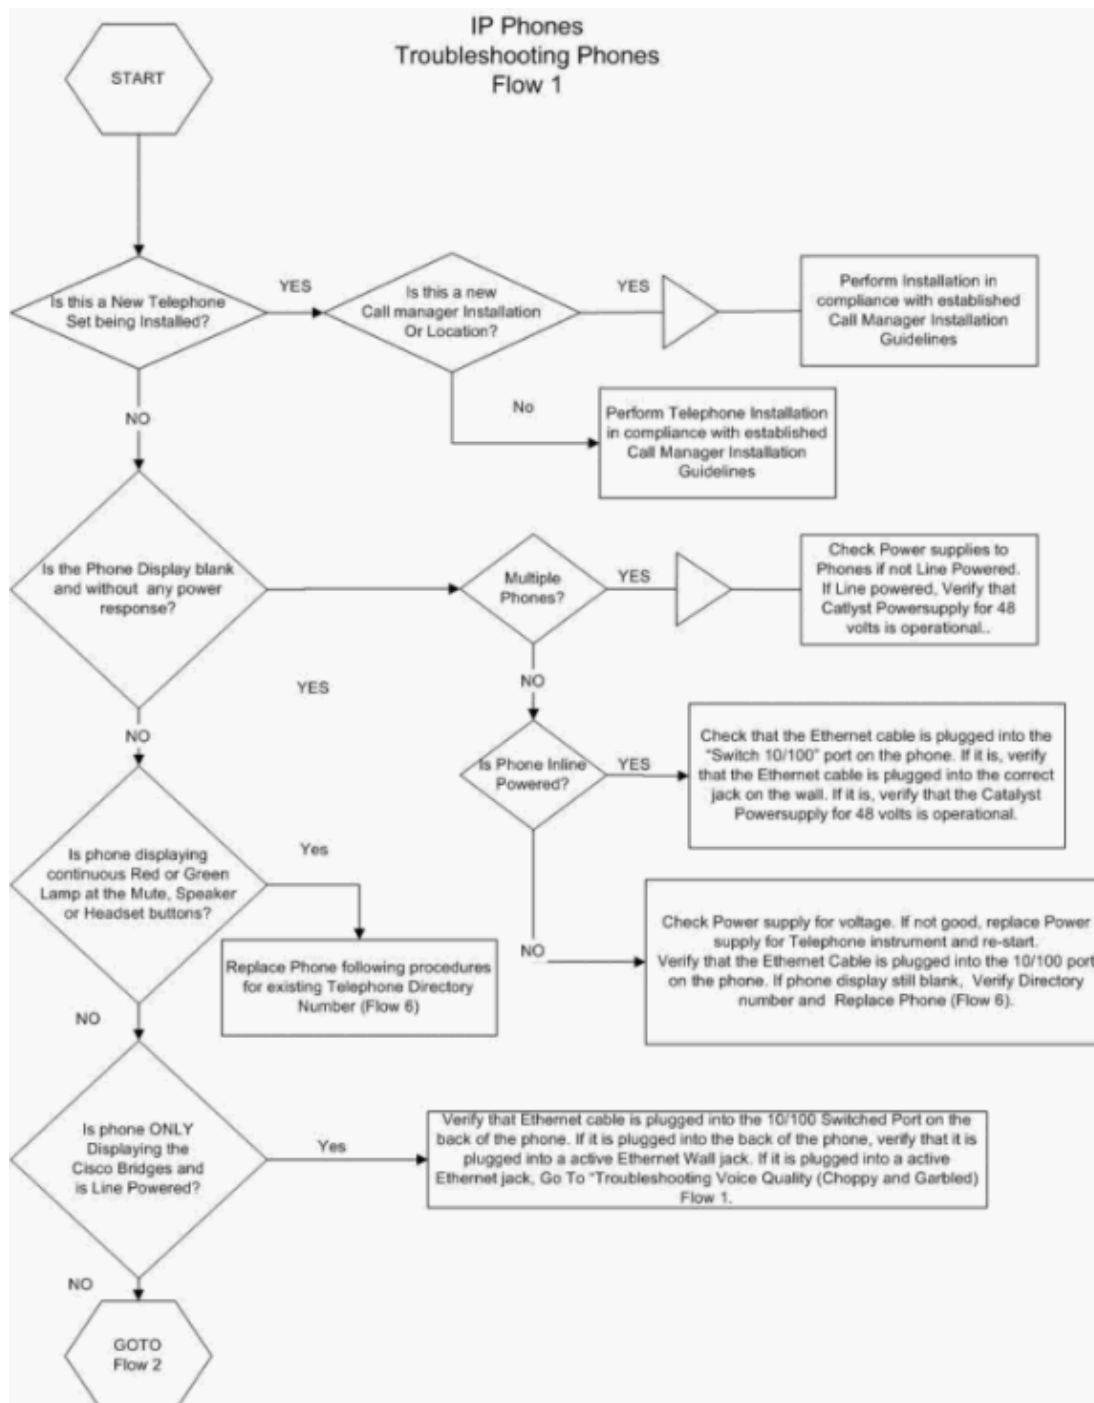 IP Phones
Troubleshooting Phones
Flow 1
START
Is this a New Telephone
Set being Installed?
YES
Is this a new
Call manager Installation
Or Location?
YES
Perform Installation in
compliance with established
Call Manager Installation
Guidelines
NO
No
Perform Telephone Installation
in compliance with established
Call Manager Installation
Guidelines
Is the Phone Display blank
and without any power
response?
YES
Multiple
Phones?
YES
Check Power supplies to
Phones if not Line Powered.
If Line powered, Verify that
Catlyst Powersupply for 48
volts is operational..
NO
NO
Is Phone Inline
Powered?
YES
Check that the Ethernet cable is plugged into the
"Switch 10/100" port on the phone. If it is, verify
that the Ethernet cable is plugged into the correct
jack on the wall. If it is, verify that the Catalyst
Powersupply for 48 volts is operational.
Is phone displaying
continuous Red or Green
Lamp at the Mute, Speaker
or Headset buttons?
Yes
Replace Phone following procedures
for existing Telephone Directory
Number (Flow 6)
NO
Check Power supply for voltage. If not good, replace Power
supply for Telephone instrument and re-start.
Verify that the Ethernet Cable is plugged into the 10/100 port
on the phone. If phone display still blank, Verify Directory
number and Replace Phone (Flow 6).
NO
Is phone ONLY
Displaying the
Cisco Bridges and
is Line Powered?
Yes
Verify that Ethernet cable is plugged into the 10/100 Switched Port on the
back of the phone. If it is plugged into the back of the phone, verify that it is
plugged into a active Ethernet Wall jack. If it is plugged into a active
Ethernet jack, Go To "Troubleshooting Voice Quality (Choppy and Garbled)
Flow 1.
NO
GOTO
Flow 2